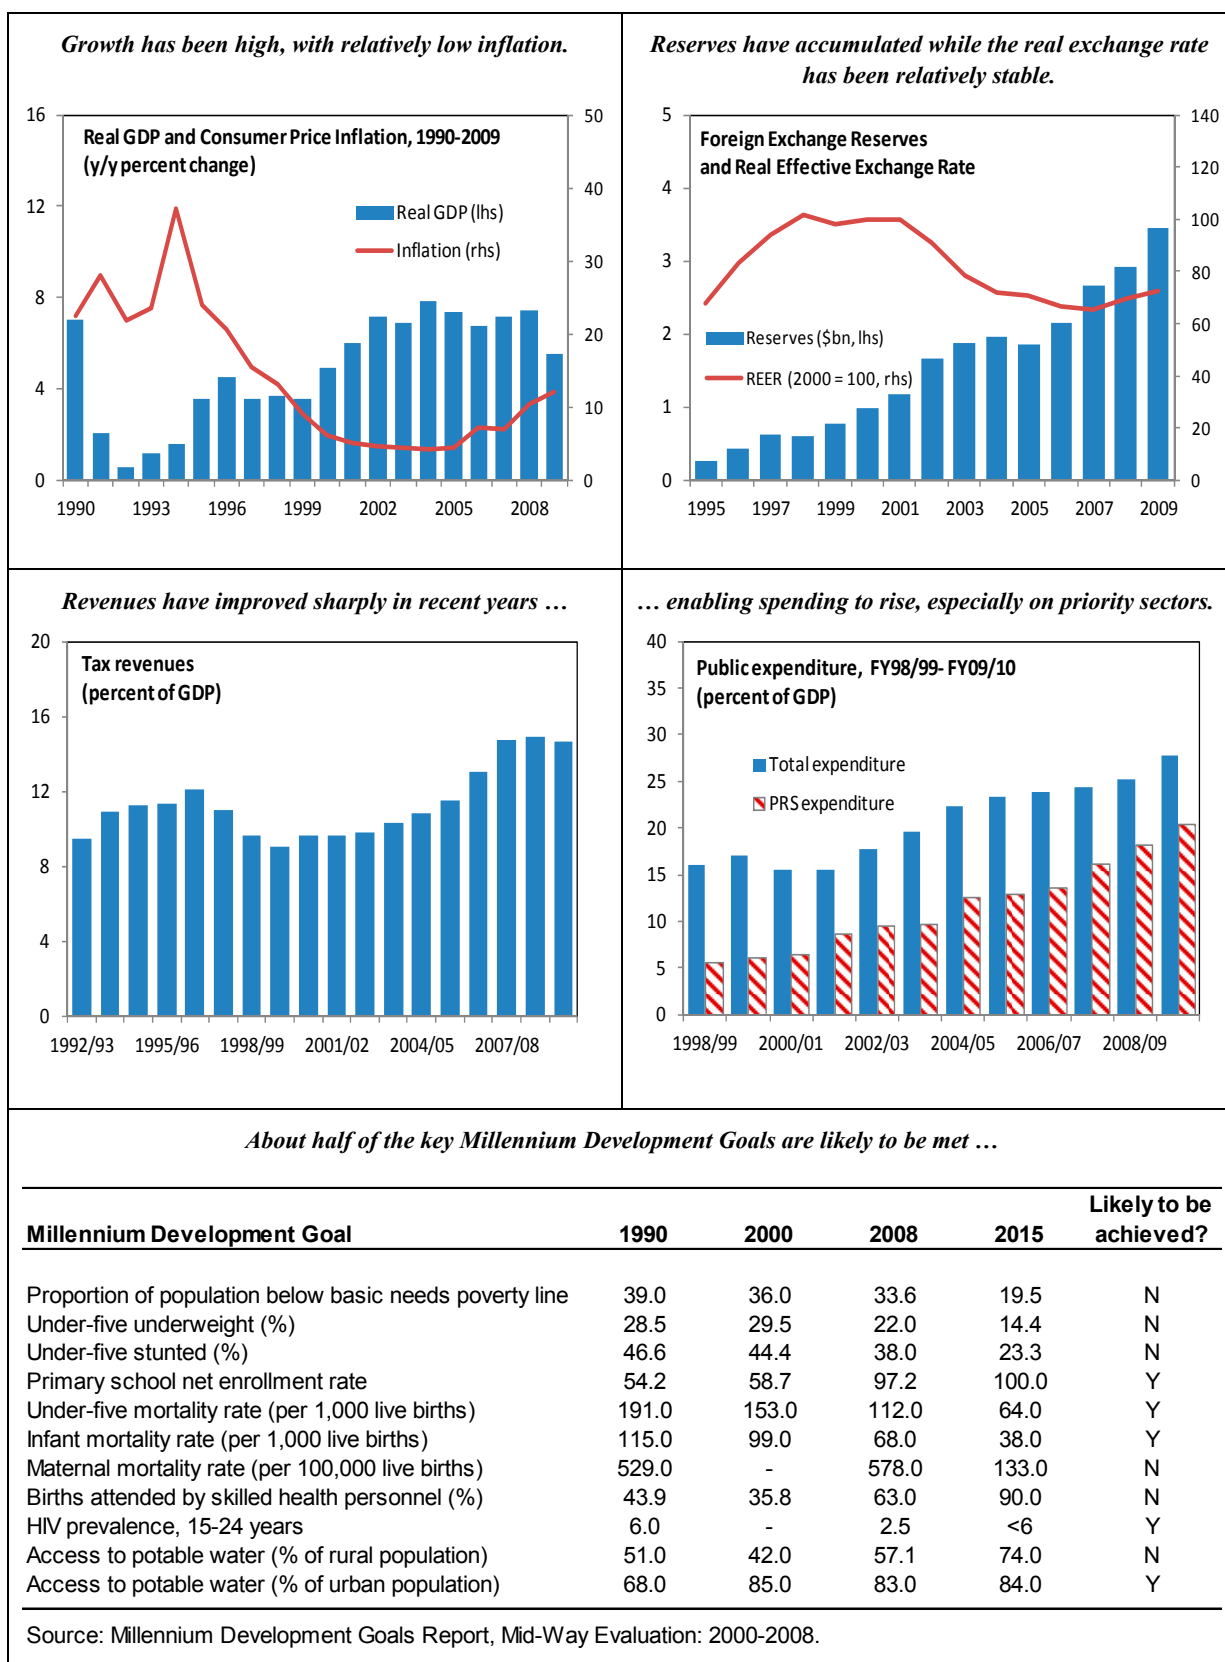 Growth has been high, with relatively low inflation.
16
12
8
4
0
50
40
30
20
10
0
Real GDP and Consumer Price Inflation, 1990-2009
(y/y percent change)
Real GDP (lhs)
Inflation (rhs)
1990 1993 1996 1999 2002 2005 2008
Reserves have accumulated while the real exchange rate
has been relatively stable.
5
4
3
2
1
0
140
120
100
80
60
40
20
0
Foreign Exchange Reserves
and Real Effective Exchange Rate
Reserves ($bn, lhs)
REER (2000 = 100, rhs)
1995 1997 1999 2001 2003 2005 2007 2009
Revenues have improved sharply in recent years …
20
16
12
8
4
0
Tax revenues
(percent of GDP)
1992/93 1995/96 1998/99 2001/02 2004/05 2007/08
… enabling spending to rise, especially on priority sectors.
40
35
30
25
20
15
10
5
0
Public expenditure, FY98/99- FY09/10
(percent of GDP)
Total expenditure
PRS expenditure
1998/99 2000/01 2002/03 2004/05 2006/07 2008/09
About half of the key Millennium Development Goals are likely to be met …
Likely to be
Millennium Development Goal 1990 2000 2008 2015 achieved?
Proportion of population below basic needs poverty line 39.0 36.0 33.6 19.5 N
Under-five underweight (%) 28.5 29.5 22.0 14.4 N
Under-five stunted (%) 46.6 44.4 38.0 23.3 N
Primary school net enrollment rate 54.2 58.7 97.2 100.0 Y
Under-five mortality rate (per 1,000 live births) 191.0 153.0 112.0 64.0 Y
Infant mortality rate (per 1,000 live births) 115.0 99.0 68.0 38.0 Y
Maternal mortality rate (per 100,000 live births) 529.0 - 578.0 133.0 N
Births attended by skilled health personnel (%) 43.9 35.8 63.0 90.0 N
HIV prevalence, 15-24 years 6.0 - 2.5 <6 Y
Access to potable water (% of rural population) 51.0 42.0 57.1 74.0 N
Access to potable water (% of urban population) 68.0 85.0 83.0 84.0 Y
Source: Millennium Development Goals Report, Mid-Way Evaluation: 2000-2008.